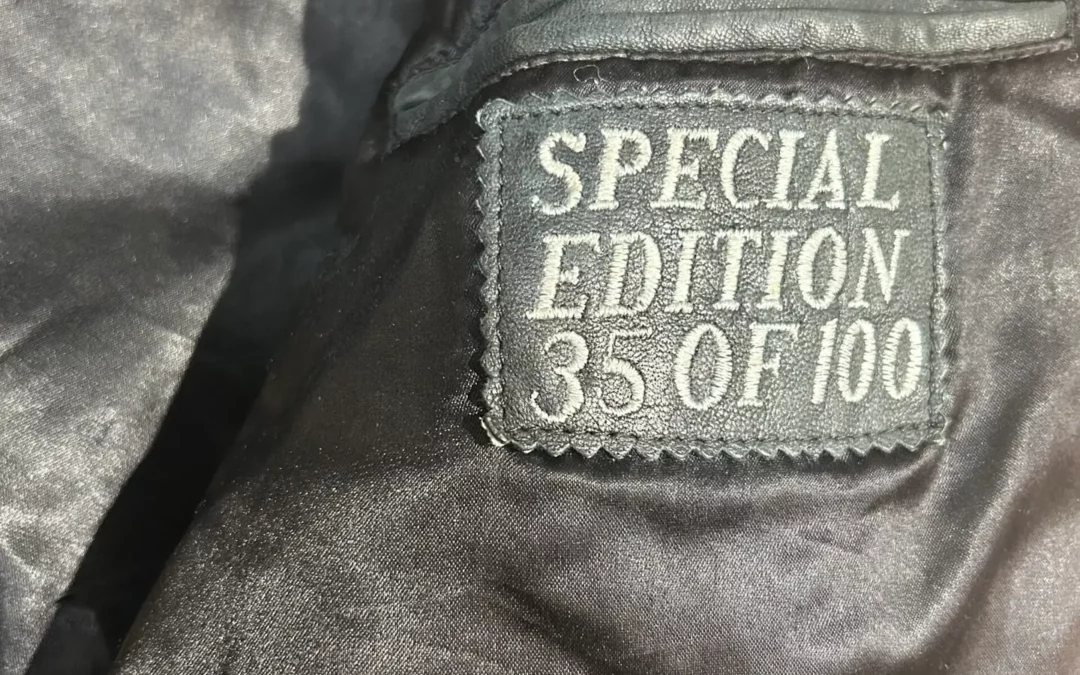 SPECIAL
EDITION
35 OF 100